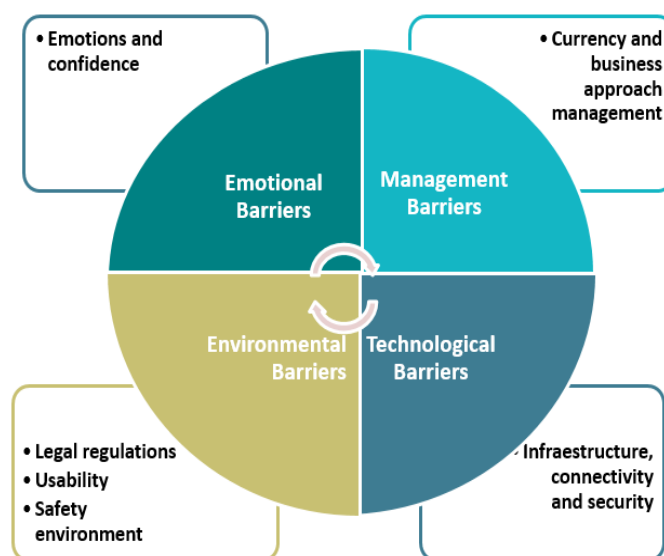 • Emotions and
confidence
• Currency and
business
approach
management
Emotional
Barriers
Management
Barriers
Environmental
Barriers
Technological
Barriers
• Legal regulations
• Usability
• Safety
environment
• Infraestructure,
connectivity
and security